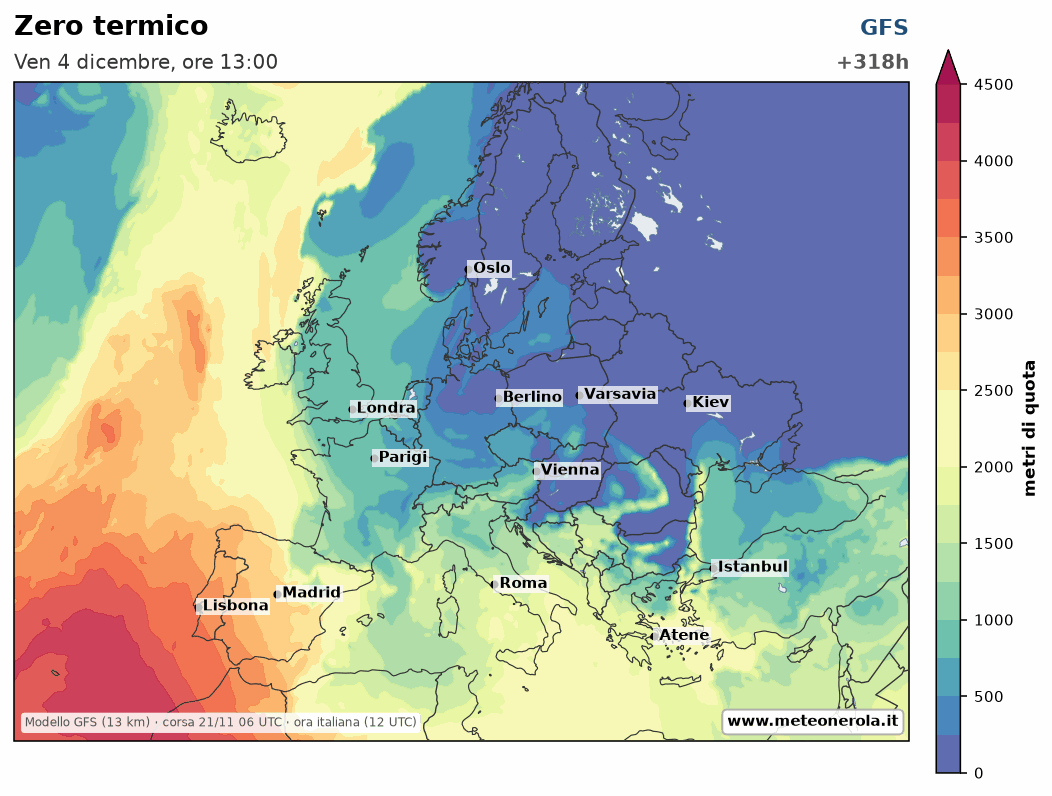 Zero termico
GFS
Ven 4 dicembre, ore 13:00
+318h
4500
4000
3500
3000
2500
2000
1500
1000
500
0
metri di quota
Oslo
Berlino
Varsavia
Kiev
Londra
Parigi
Vienna
Istanbul
Roma
Madrid
Lisbona
Atene
Modello GFS (13 km) · corsa 21/11 06 UTC · ora italiana (12 UTC)
www.meteonerola.it